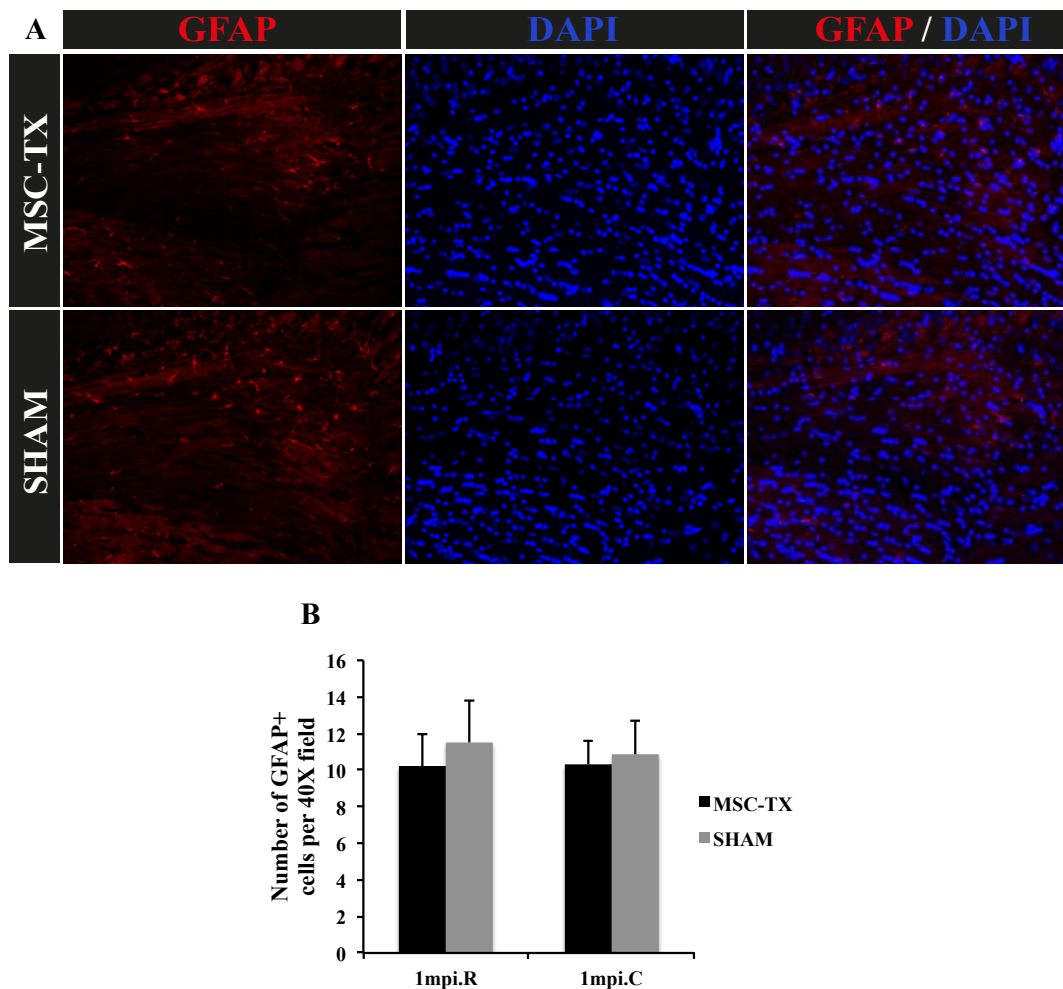 A
GFAP
DAPI
GFAP / DAPI
MSC-TX
SHAM
B
Number of GFAP+
cells per 40X field
16
14
12
10
8
6
4
2
0
1mpi.R
1mpi.C
MSC-TX
SHAM